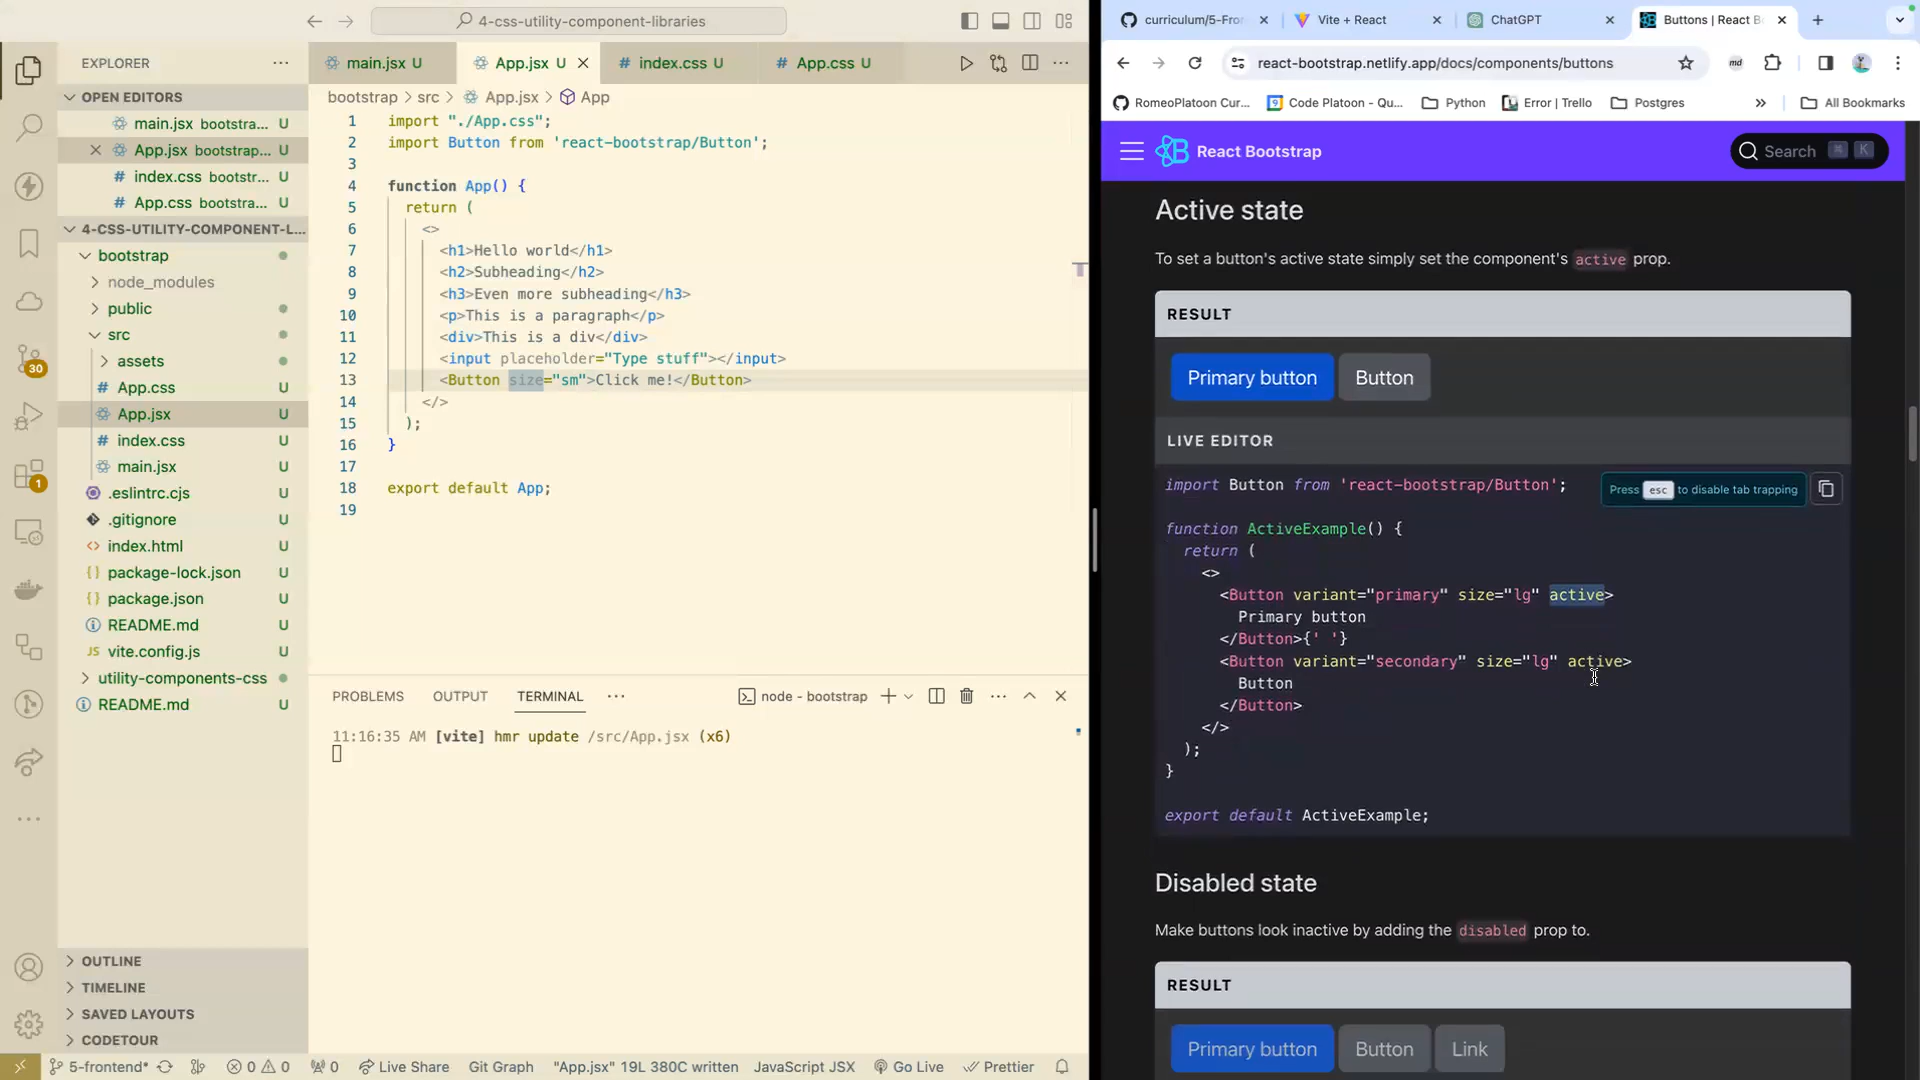 4-css-utility-component-libraries
EXPLORER
OPEN EDITORS
main.jsx bootstra... U
App.jsx bootstrap... U
index.css bootstr... U
App.css bootstra... U
4-CSS-UTILITY-COMPONENT-L...
bootstrap
node_modules
public
src
assets
App.css U
App.jsx U
index.css U
main.jsx U
.eslintrc.cjs U
.gitignore U
index.html U
package-lock.json U
package.json U
README.md U
vite.config.js U
utility-components-css
README.md U
OUTLINE
TIMELINE
SAVED LAYOUTS
CODETOUR
30
1
main.jsx U
App.jsx U
index.css U
App.css U
bootstrap > src > App.jsx > App
1 import "./App.css";
2 import Button from 'react-bootstrap/Button';
3
4 function App() {
5 return (
6 <>
7 <h1>Hello world</h1>
8 <h2>Subheading</h2>
9 <h3>Even more subheading</h3>
10 <p>This is a paragraph</p>
11 <div>This is a div</div>
12 <input placeholder="Type stuff"></input>
13 <Button size="sm">Click me!</Button>
14 </>
15 );
16 }
17
18 export default App;
19
PROBLEMS OUTPUT TERMINAL ... node - bootstrap
11:16:35 AM [vite] hmr update /src/App.jsx (x6)
5-frontend* 0 0 0 Live Share Git Graph "App.jsx" 19L 380C written JavaScript JSX Go Live Prettier
curriculum/5-Fron
Vite + React
ChatGPT
Buttons | React B
react-bootstrap.netlify.app/docs/components/buttons
md
RomeoPlatoon Cur... Code Platoon - Qu... Python Error | Trello Postgres » All Bookmarks
React Bootstrap
Search ⌘ K
Active state
To set a button's active state simply set the component's active prop.
RESULT
Primary button Button
LIVE EDITOR
Press esc to disable tab trapping
import Button from 'react-bootstrap/Button';
function ActiveExample() {
return (
<>
<Button variant="primary" size="lg" active>
Primary button
</Button>{' '}
<Button variant="secondary" size="lg" active>
Button
</Button>
</>
);
}
export default ActiveExample;
Disabled state
Make buttons look inactive by adding the disabled prop to.
RESULT
Primary button Button Link